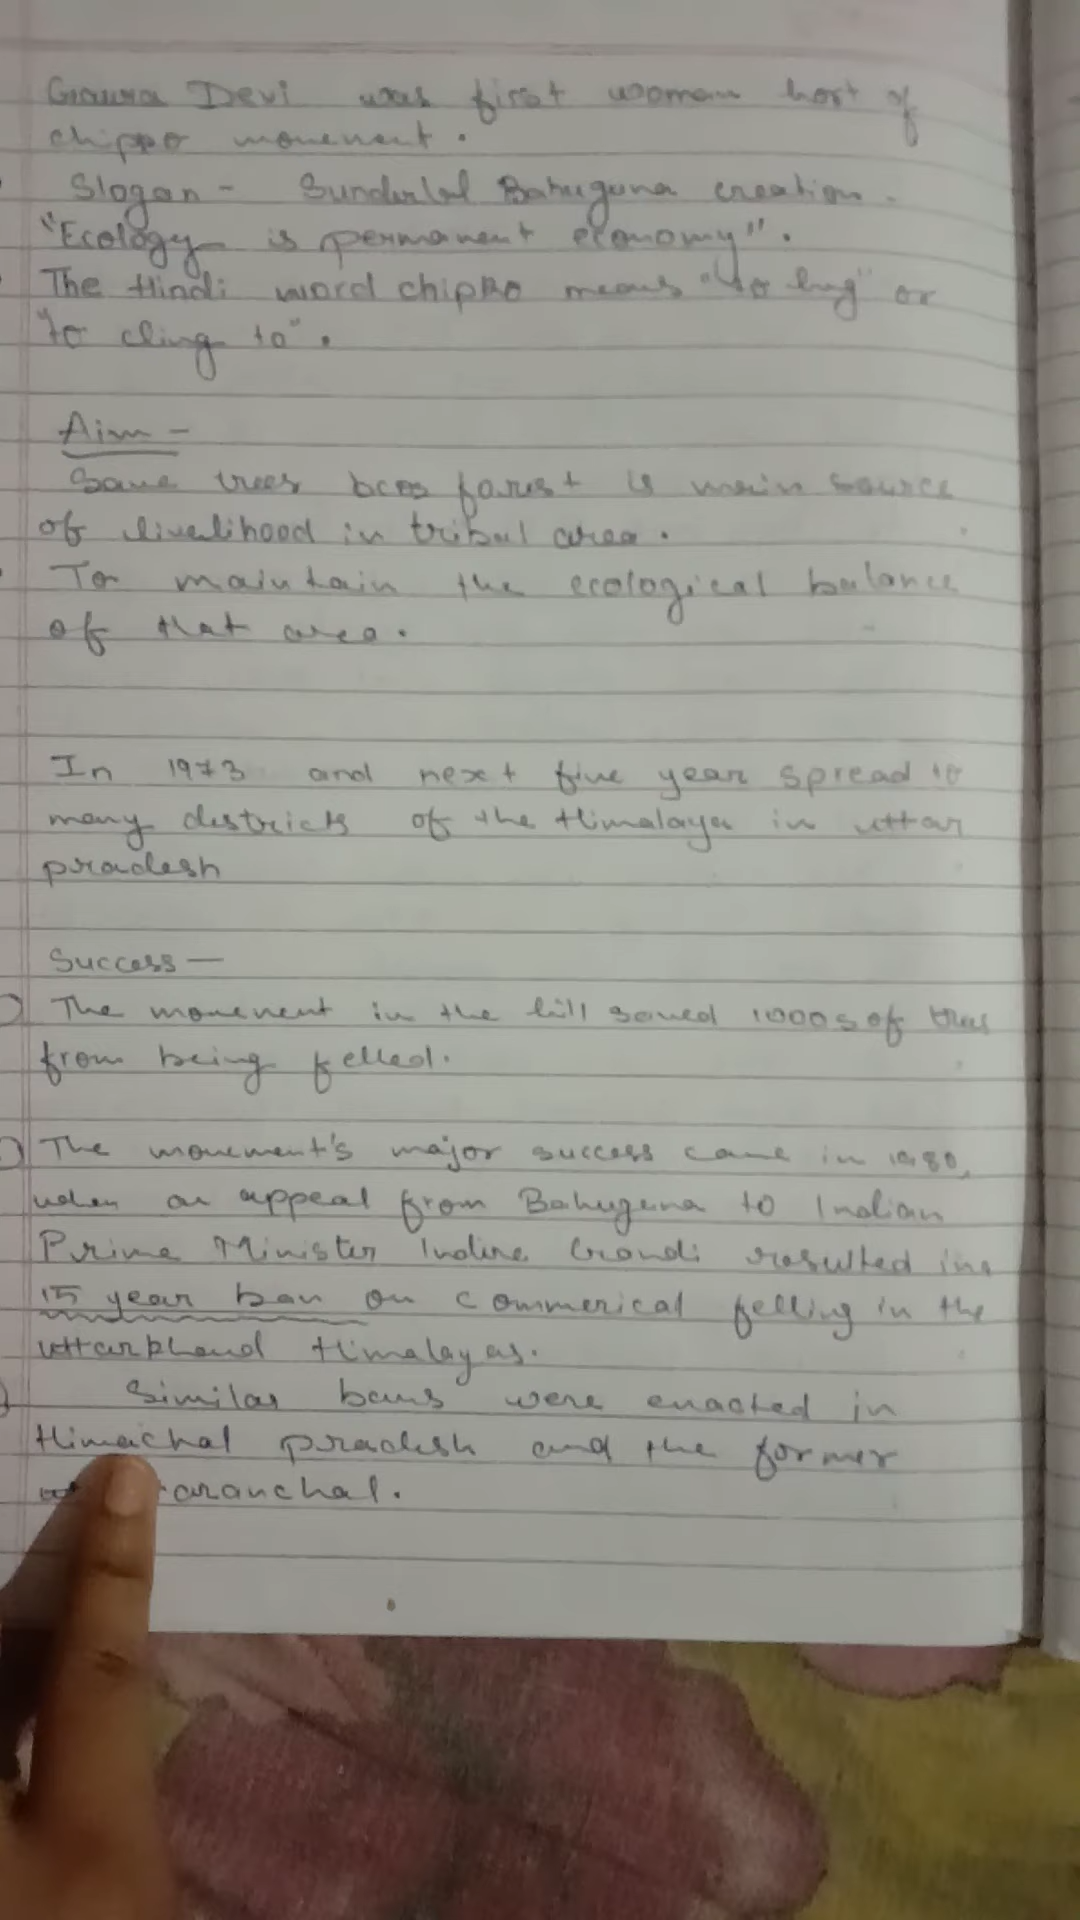 Gaura Devi was first woman host of
chippo movement.
Slogan - Sunderlal Bahuguna creation.
"Ecology is permanent economy".
The Hindi word chipko means "to hug" or
"to cling to".
Aim -
Save trees bcos forest is main source
of livelihood in tribal area.
To maintain the ecological balance
of that area.
In 1973 and next five year spread to
many districts of the Himalaya in uttar
pradesh
Success -
The movement in the hill saved 1000s of trees
from being felled.
The movement's major success came in 1980,
when an appeal from Bahuguna to Indian
Prime Minister Indira Gandi resulted in a
15 year ban on commerical felling in the
uttarkhand Himalayas.
Similar bans were enacted in
Himachal pradesh and the former
aranchal.